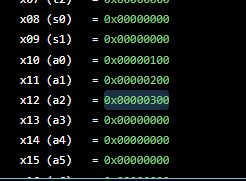 x07 (t2) = 0x00000000
x08 (s0) = 0x00000000
x09 (s1) = 0x00000000
x10 (a0) = 0x00000100
x11 (a1) = 0x00000200
x12 (a2) = 0x00000300
x13 (a3) = 0x00000000
x14 (a4) = 0x00000000
x15 (a5) = 0x00000000